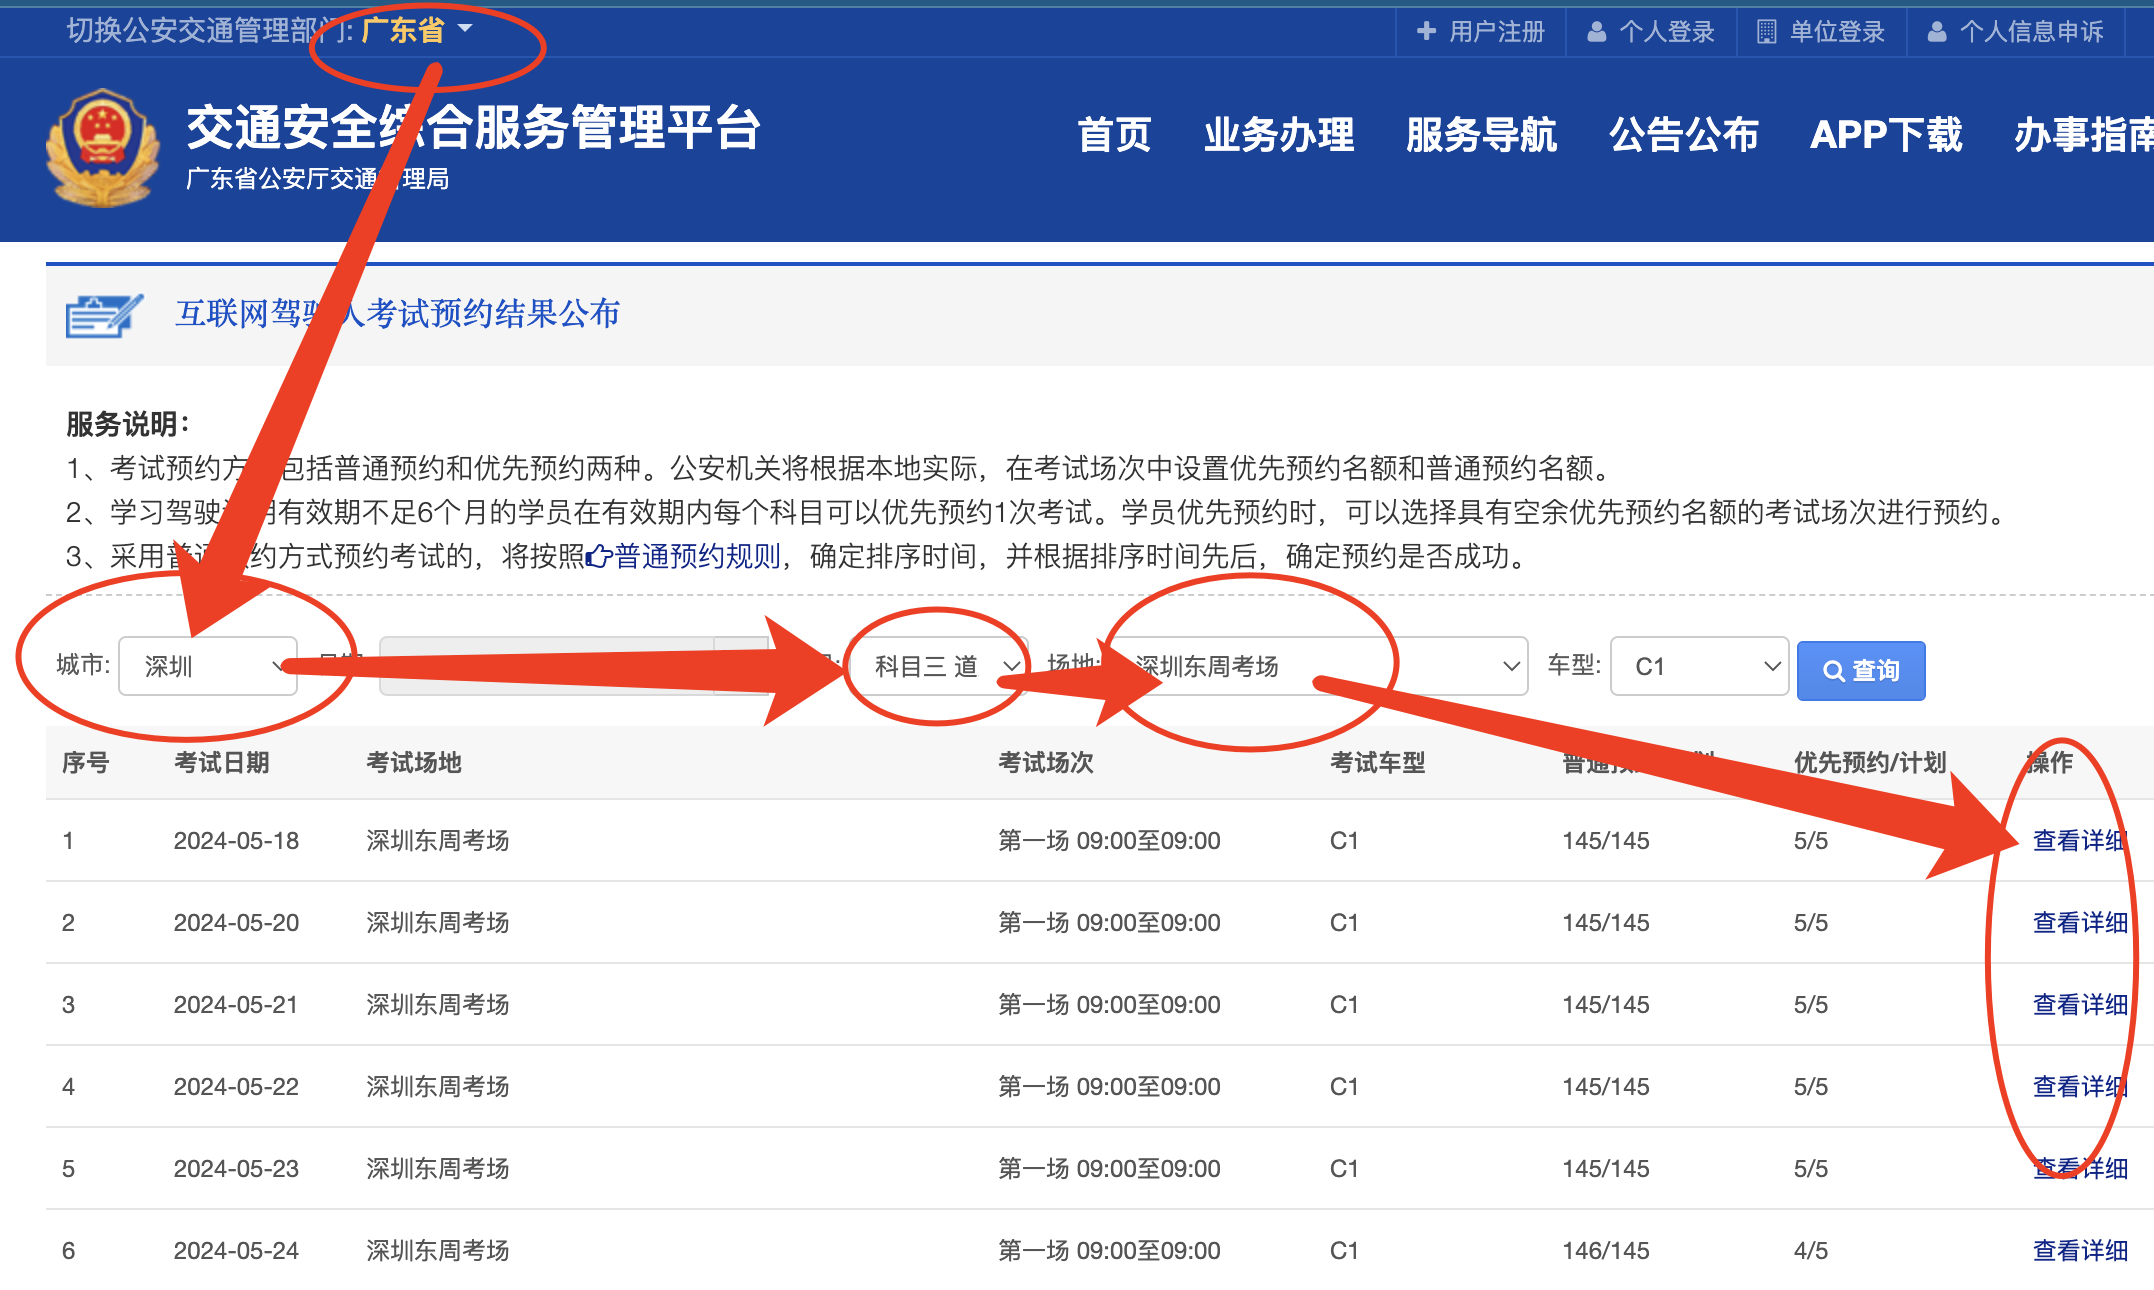 切换公安交通管理部门: 广东省
用户注册
个人登录
单位登录
个人信息申诉
交通安全综合服务管理平台
广东省公安厅交通管理局
首页 业务办理 服务导航 公告公布 APP下载 办事指南
互联网驾驶人考试预约结果公布
服务说明：
1、考试预约方式包括普通预约和优先预约两种。公安机关将根据本地实际，在考试场次中设置优先预约名额和普通预约名额。
2、学习驾驶证明有效期不足6个月的学员在有效期内每个科目可以优先预约1次考试。学员优先预约时，可以选择具有空余优先预约名额的考试场次进行预约。
3、采用普通预约方式预约考试的，将按照普通预约规则，确定排序时间，并根据排序时间先后，确定预约是否成功。
城市: 深圳 科目三 道 场地: 深圳东周考场 车型: C1 查询
序号 考试日期 考试场地 考试场次 考试车型 普通预约/计划 优先预约/计划 操作
1 2024-05-18 深圳东周考场 第一场 09:00至09:00 C1 145/145 5/5 查看详细
2 2024-05-20 深圳东周考场 第一场 09:00至09:00 C1 145/145 5/5 查看详细
3 2024-05-21 深圳东周考场 第一场 09:00至09:00 C1 145/145 5/5 查看详细
4 2024-05-22 深圳东周考场 第一场 09:00至09:00 C1 145/145 5/5 查看详细
5 2024-05-23 深圳东周考场 第一场 09:00至09:00 C1 145/145 5/5 查看详细
6 2024-05-24 深圳东周考场 第一场 09:00至09:00 C1 146/145 4/5 查看详细